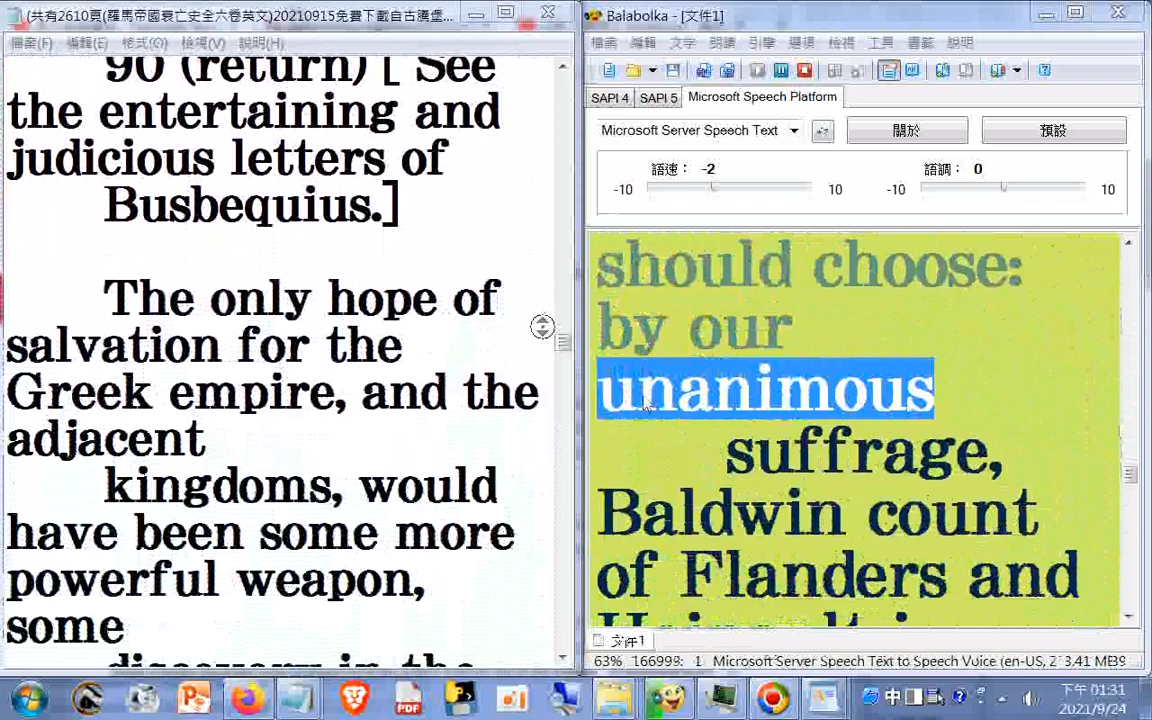 (共有2610頁(羅馬帝國衰亡史全六卷英文)20210915免費下載自古騰堡...
檔案(F) 編輯(E) 格式(O) 檢視(V) 說明(H)
90 (return) [ See
the entertaining and
judicious letters of
Busbequius.]
The only hope of
salvation for the
Greek empire, and the
adjacent
kingdoms, would
have been some more
powerful weapon,
some
discovery in the
Balabolka - [文件1]
檔案 編輯 文字 朗讀 引擎 選項 檢視 工具 書籤 說明
SAPI 4 SAPI 5 Microsoft Speech Platform
Microsoft Server Speech Text 關於 預設
語速： -2 語調： 0
-10 10 -10 10
should choose:
by our
unanimous
suffrage,
Baldwin count
of Flanders and
文件1
63% 166999: 1 Microsoft Server Speech Text to Speech Voice (en-US, Z 3.41 MB
中
下午 01:31
2021/9/24